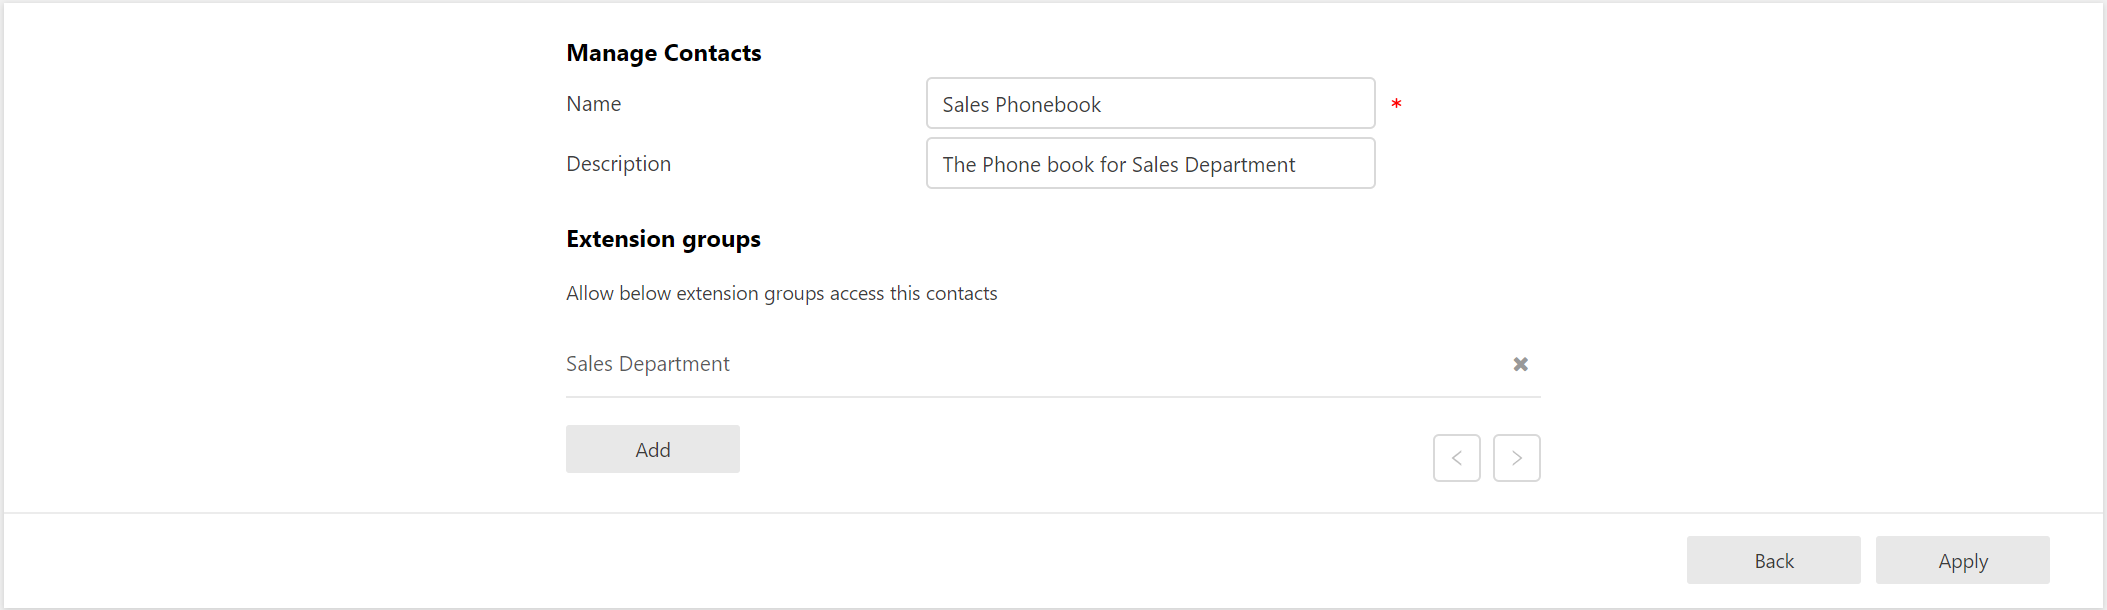 Manage Contacts
Name
Sales Phonebook *
Description
The Phone book for Sales Department
Extension groups
Allow below extension groups access this contacts
Sales Department
Add
Back
Apply